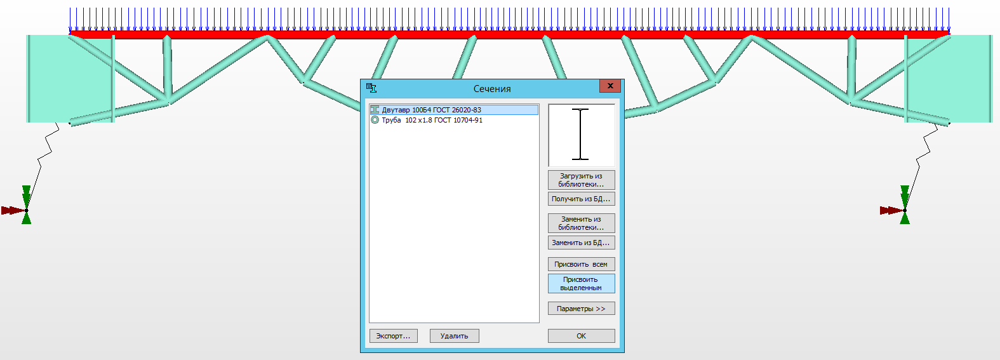 Сечения
x
Двутавр 100Б4 ГОСТ 26020-83
Труба 102 x1.8 ГОСТ 10704-91
Загрузить из
библиотеки...
Получить из БД...
Заменить из
библиотеки...
Заменить из БД...
Присвоить всем
Присвоить
выделенным
Параметры >>
Экспорт...
Удалить
OK